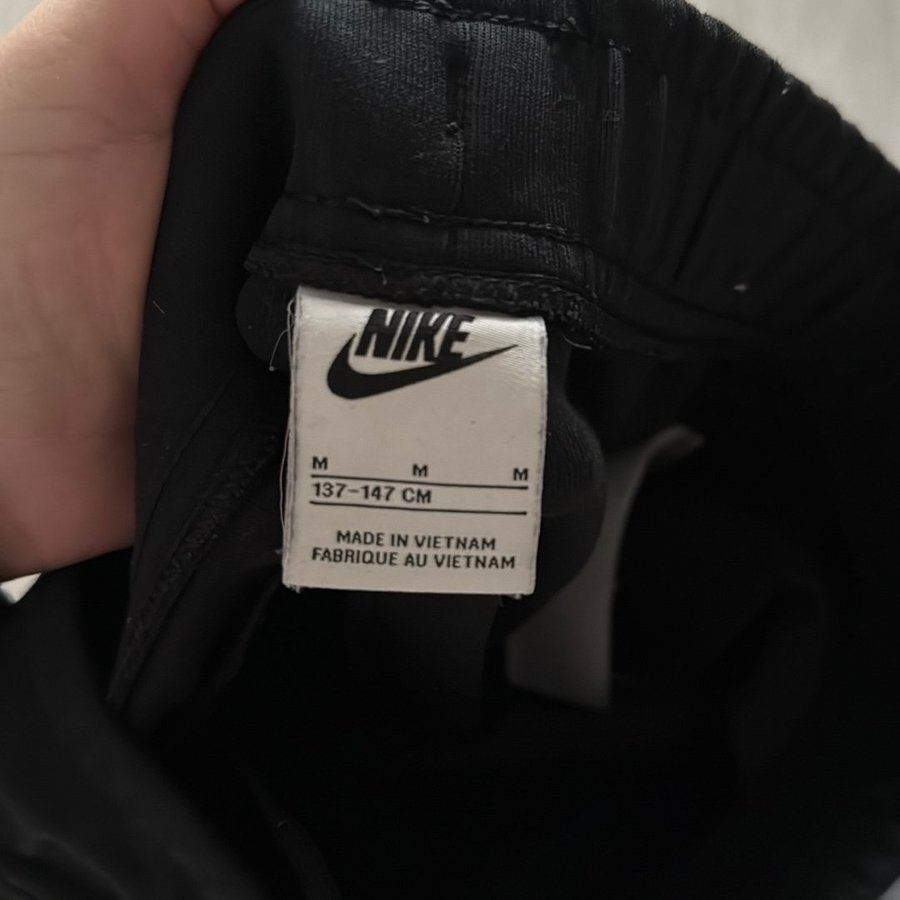 NIKE
M M M
137-147 CM
MADE IN VIETNAM
FABRIQUE AU VIETNAM